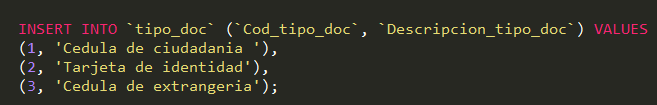 INSERT INTO `tipo_doc` (`Cod_tipo_doc`, `Descripcion_tipo_doc`) VALUES
(1, 'Cedula de ciudadania '),
(2, 'Tarjeta de identidad'),
(3, 'Cedula de extrangeria');